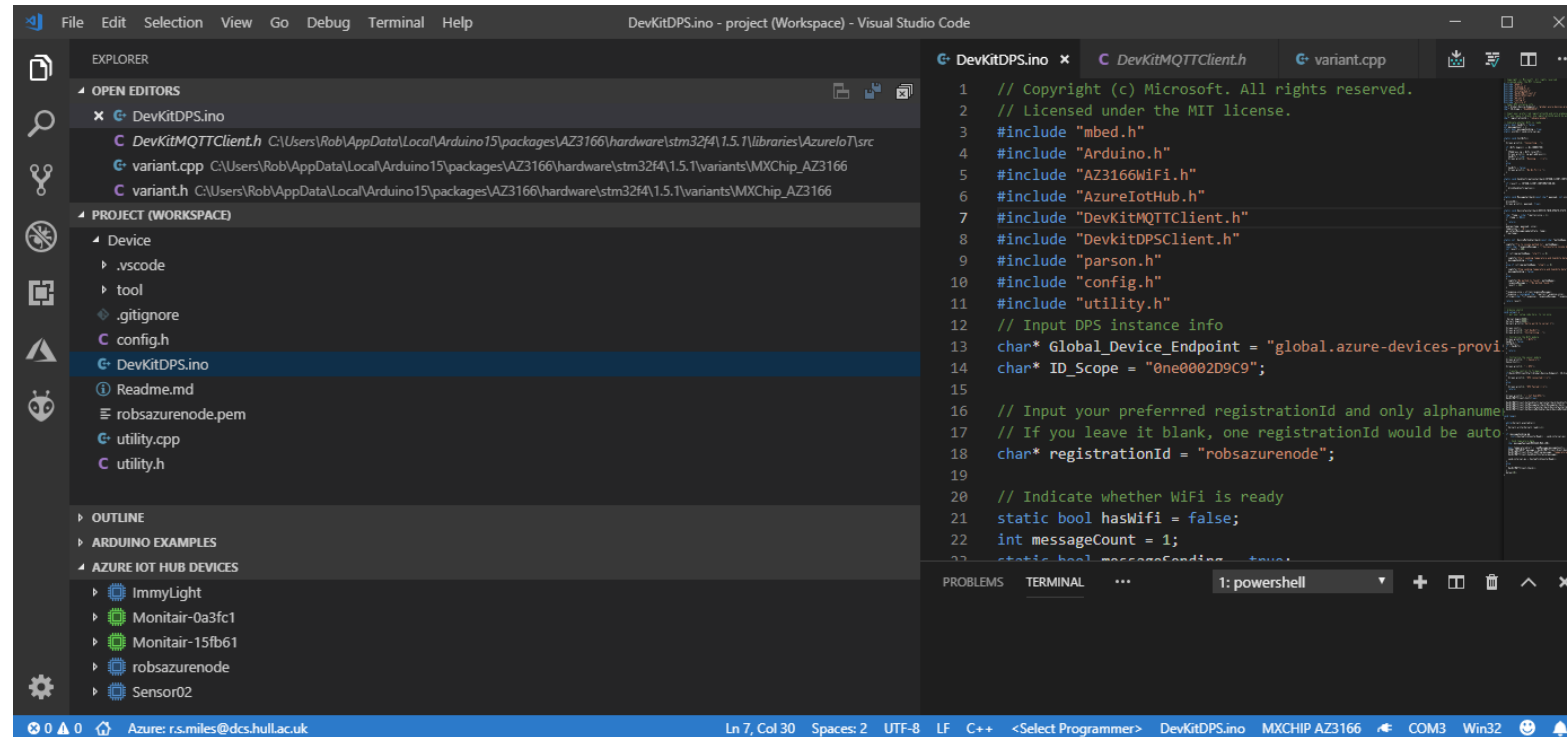 File Edit Selection View Go Debug Terminal Help DevKitDPS.ino - project (Workspace) - Visual Studio Code
EXPLORER
OPEN EDITORS
DevKitDPS.ino
DevKitMQTTClient.h C:\Users\Rob\AppData\Local\Arduino15\packages\AZ3166\hardware\stm32f4\1.5.1\libraries\AzureIoT\src
variant.cpp C:\Users\Rob\AppData\Local\Arduino15\packages\AZ3166\hardware\stm32f4\1.5.1\variants\MXChip_AZ3166
C variant.h C:\Users\Rob\AppData\Local\Arduino15\packages\AZ3166\hardware\stm32f4\1.5.1\variants\MXChip_AZ3166
PROJECT (WORKSPACE)
Device
.vscode
tool
.gitignore
C config.h
DevKitDPS.ino
Readme.md
robsazurenode.pem
utility.cpp
C utility.h
OUTLINE
ARDUINO EXAMPLES
AZURE IOT HUB DEVICES
ImmyLight
Monitair-0a3fc1
Monitair-15fb61
robsazurenode
Sensor02
DevKitDPS.ino C DevKitMQTTClient.h variant.cpp
1 // Copyright (c) Microsoft. All rights reserved.
2 // Licensed under the MIT license.
3 #include "mbed.h"
4 #include "Arduino.h"
5 #include "AZ3166WiFi.h"
6 #include "AzureIotHub.h"
7 #include "DevKitMQTTClient.h"
8 #include "DevkitDPSClient.h"
9 #include "parson.h"
10 #include "config.h"
11 #include "utility.h"
12 // Input DPS instance info
13 char* Global_Device_Endpoint = "global.azure-devices-provi
14 char* ID_Scope = "0ne0002D9C9";
15
16 // Input your preferrred registrationId and only alphanume
17 // If you leave it blank, one registrationId would be auto
18 char* registrationId = "robsazurenode";
19
20 // Indicate whether WiFi is ready
21 static bool hasWifi = false;
22 int messageCount = 1;
23 static bool messageSending = true;
PROBLEMS TERMINAL ··· 1: powershell
0 0 Azure: r.s.miles@dcs.hull.ac.uk Ln 7, Col 30 Spaces: 2 UTF-8 LF C++ <Select Programmer> DevKitDPS.ino MXCHIP AZ3166 COM3 Win32